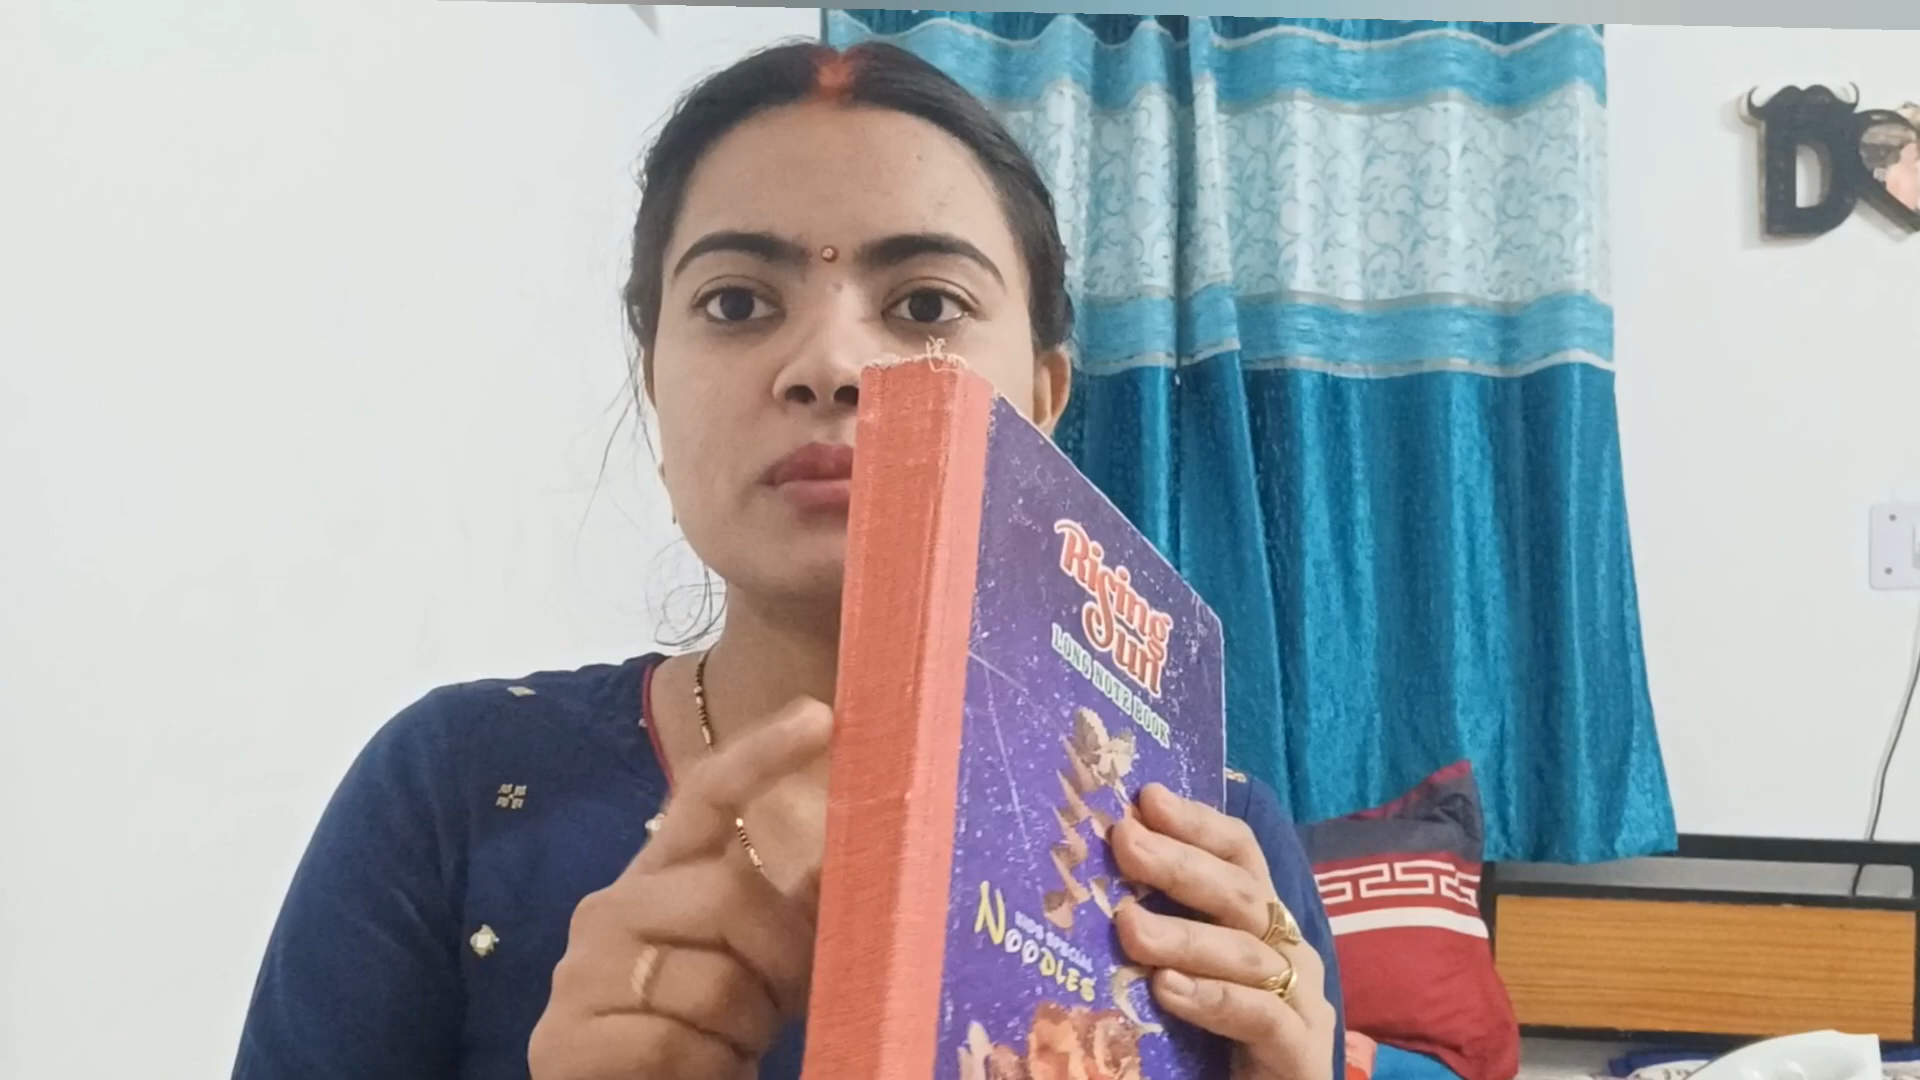 Rising
Sun
LONG NOTE BOOK
KIDS SPECIAL
NOODLES
D